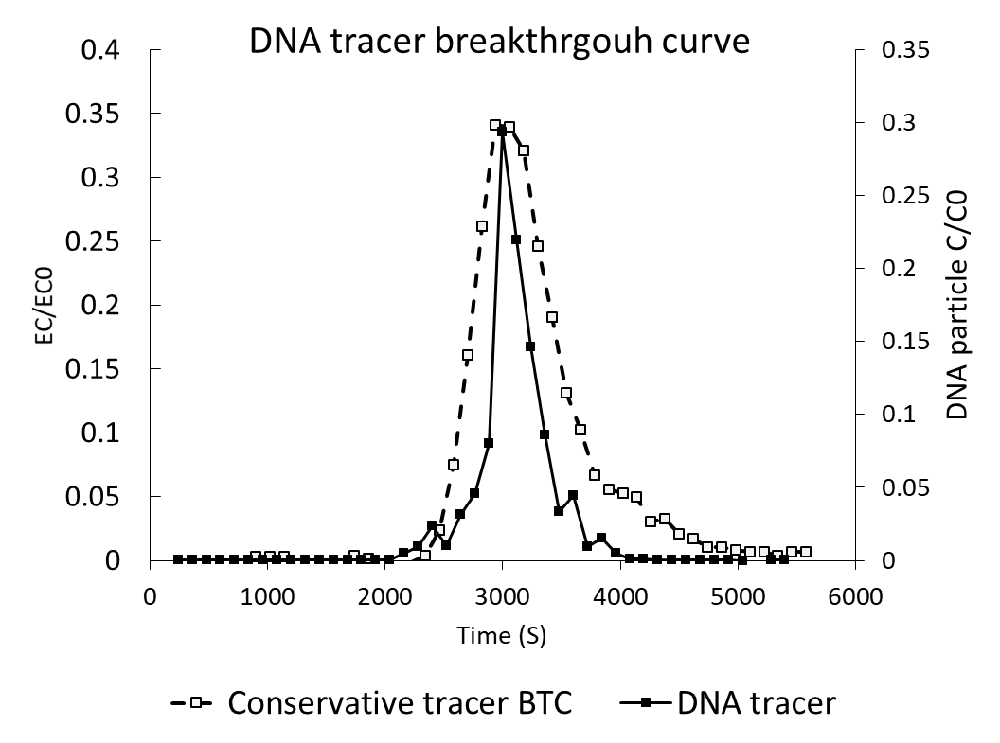 DNA tracer breakthrgouh curve
0.4
0.35
0.3
0.25
0.2
0.15
0.1
0.05
0
EC/EC0
0.35
0.3
0.25
0.2
0.15
0.1
0.05
0
DNA particle C/C0
0 1000 2000 3000 4000 5000 6000
Time (S)
Conservative tracer BTC DNA tracer